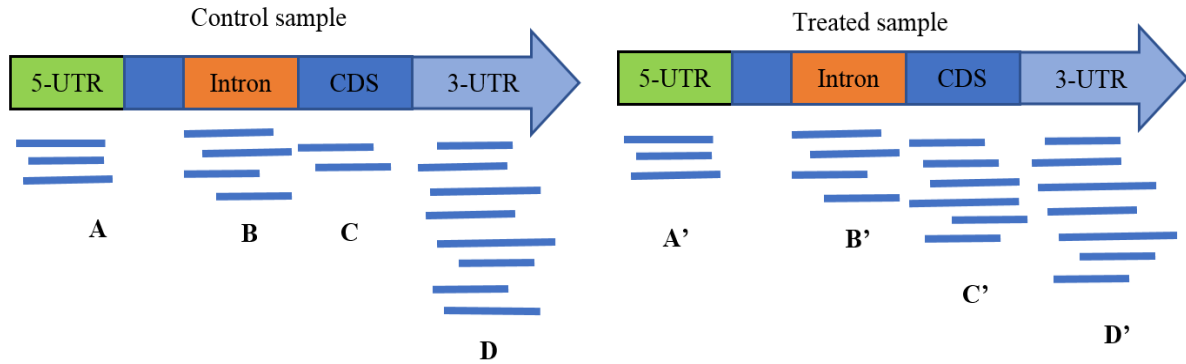 Control sample
5-UTR
Intron
CDS
3-UTR
A
B
C
D
Treated sample
5-UTR
Intron
CDS
3-UTR
A’
B’
C’
D’